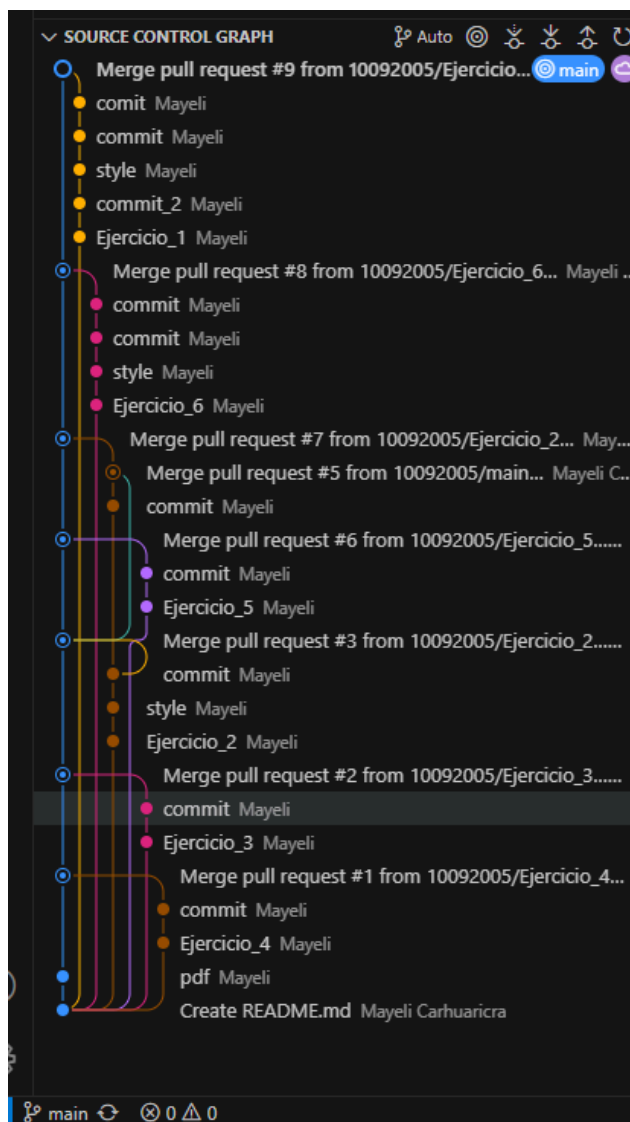 SOURCE CONTROL GRAPH Auto
Merge pull request #9 from 10092005/Ejercicio... main
comit Mayeli
commit Mayeli
style Mayeli
commit_2 Mayeli
Ejercicio_1 Mayeli
Merge pull request #8 from 10092005/Ejercicio_6... Mayeli ..
commit Mayeli
commit Mayeli
style Mayeli
Ejercicio_6 Mayeli
Merge pull request #7 from 10092005/Ejercicio_2... May...
Merge pull request #5 from 10092005/main... Mayeli C...
commit Mayeli
Merge pull request #6 from 10092005/Ejercicio_5......
commit Mayeli
Ejercicio_5 Mayeli
Merge pull request #3 from 10092005/Ejercicio_2......
commit Mayeli
style Mayeli
Ejercicio_2 Mayeli
Merge pull request #2 from 10092005/Ejercicio_3......
commit Mayeli
Ejercicio_3 Mayeli
Merge pull request #1 from 10092005/Ejercicio_4...
commit Mayeli
Ejercicio_4 Mayeli
pdf Mayeli
Create README.md Mayeli Carhuaricra
main 0 0